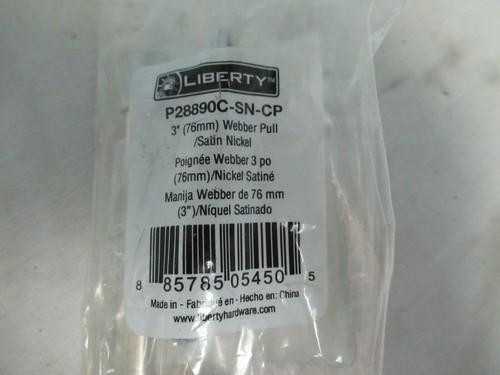 LIBERTY™
P28890C-SN-CP
3" (76mm) Webber Pull
/Satin Nickel
Poignée Webber 3 po
(76mm)/Nickel Satiné
Manija Webber de 76 mm
(3")/Níquel Satinado
8 85785 05450 5
Made in - Fabriqué en - Hecho en: China
www.libertyhardware.com